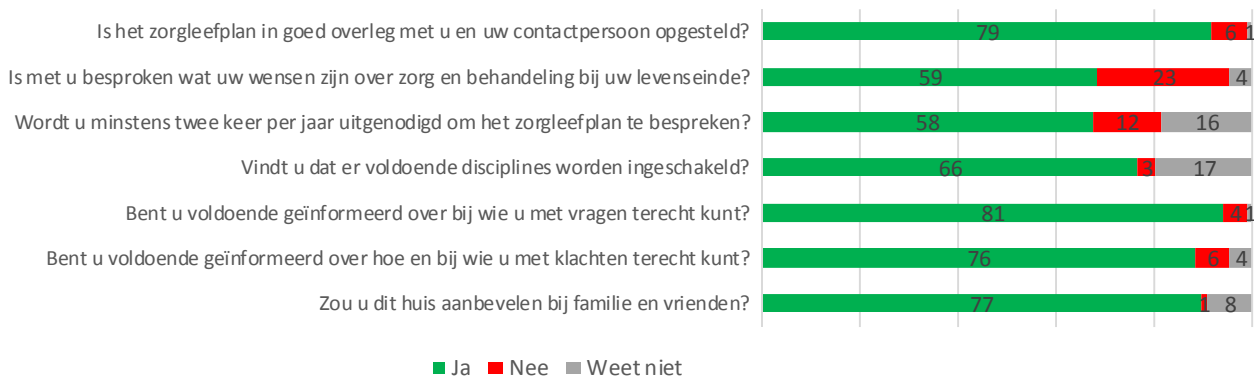 Is het zorgleefplan in goed overleg met u en uw contactpersoon opgesteld? 79 6 1
Is met u besproken wat uw wensen zijn over zorg en behandeling bij uw levenseinde? 59 23 4
Wordt u minstens twee keer per jaar uitgenodigd om het zorgleefplan te bespreken? 58 12 16
Vindt u dat er voldoende disciplines worden ingeschakeld? 66 3 17
Bent u voldoende geïnformeerd over bij wie u met vragen terecht kunt? 81 4 1
Bent u voldoende geïnformeerd over hoe en bij wie u met klachten terecht kunt? 76 6 4
Zou u dit huis aanbevelen bij familie en vrienden? 77 1 8
Ja Nee Weet niet